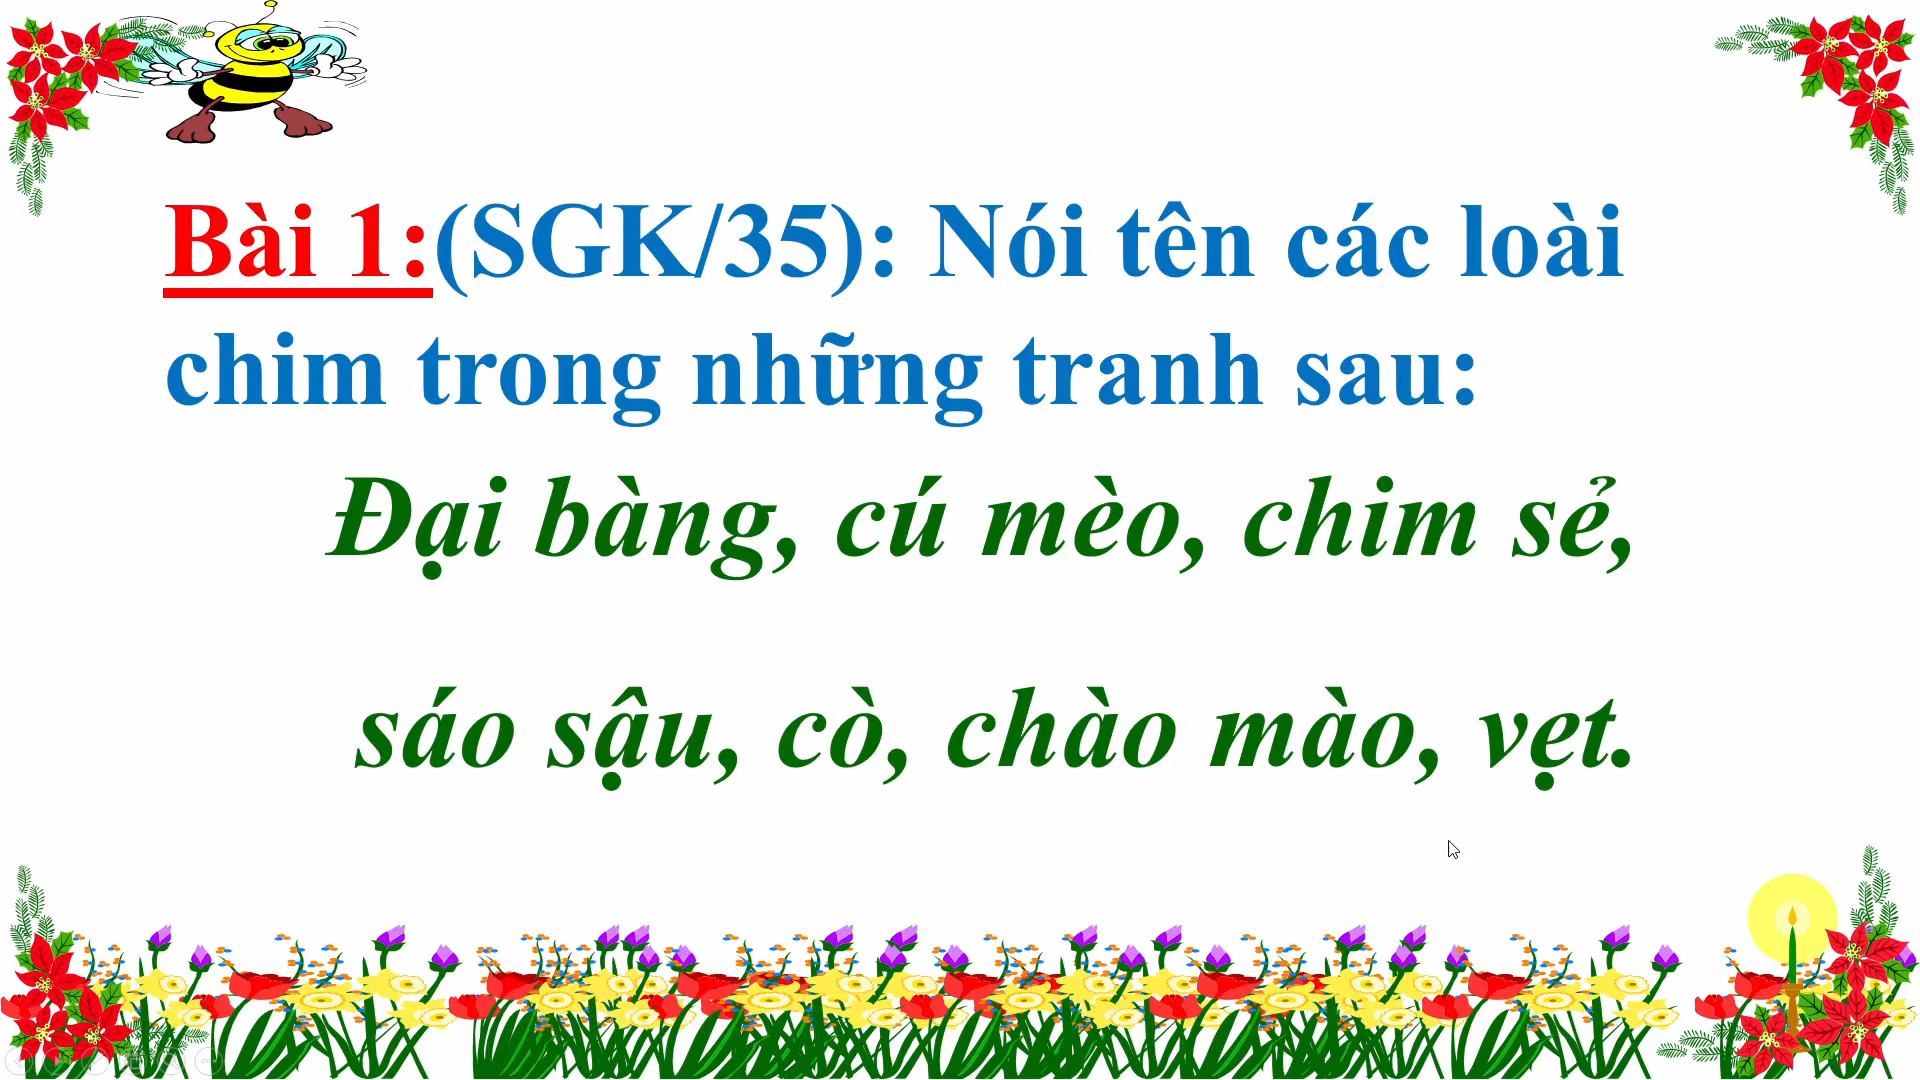 Bài 1:(SGK/35): Nói tên các loài
chim trong những tranh sau:
Đại bàng, cú mèo, chim sẻ,
sáo sậu, cò, chào mào, vẹt.